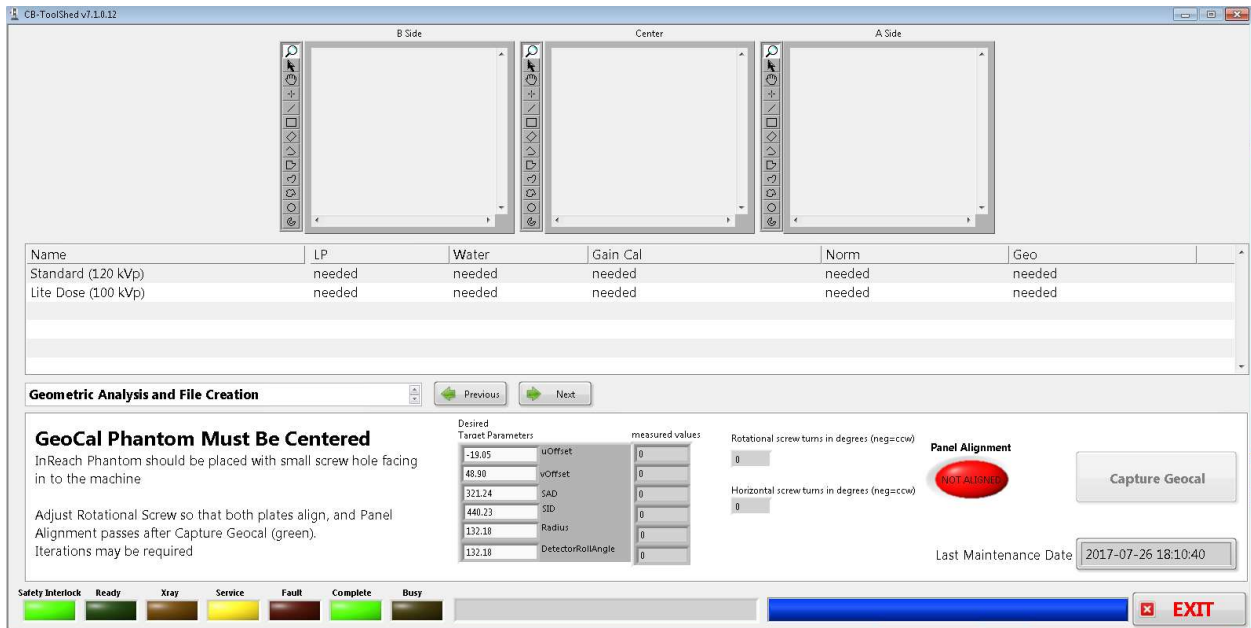 CB-ToolShed v7.1.0.12
B Side
Center
A Side
Name LP Water Gain Cal Norm Geo
Standard (120 kVp) needed needed needed needed needed
Lite Dose (100 kVp) needed needed needed needed needed
Geometric Analysis and File Creation
Previous
Next
GeoCal Phantom Must Be Centered
InReach Phantom should be placed with small screw hole facing
in to the machine
Adjust Rotational Screw so that both plates align, and Panel
Alignment passes after Capture Geocal (green).
Iterations may be required
Desired
Target Parameters measured values
-19.05 uOffset 0
48.90 vOffset 0
321.24 SAD 0
440.23 SID 0
132.18 Radius 0
132.18 DetectorRollAngle 0
Rotational screw turns in degrees (neg=ccw)
0
Horizontal screw turns in degrees (neg=ccw)
0
Panel Alignment
NOT ALIGNED
Capture Geocal
Last Maintenance Date 2017-07-26 18:10:40
Safety Interlock Ready Xray Service Fault Complete Busy
EXIT